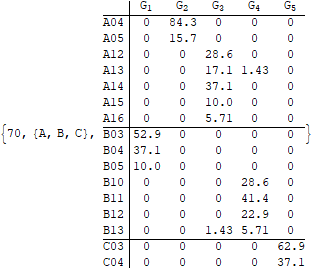 G₁ G₂ G₃ G₄ G₅
A04 0 84.3 0 0 0
A05 0 15.7 0 0 0
A12 0 0 28.6 0 0
A13 0 0 17.1 1.43 0
A14 0 0 37.1 0 0
A15 0 0 10.0 0 0
A16 0 0 5.71 0 0
{70, {A, B, C}, B03 52.9 0 0 0 0 }
B04 37.1 0 0 0 0
B05 10.0 0 0 0 0
B10 0 0 0 28.6 0
B11 0 0 0 41.4 0
B12 0 0 0 22.9 0
B13 0 0 1.43 5.71 0
C03 0 0 0 0 62.9
C04 0 0 0 0 37.1